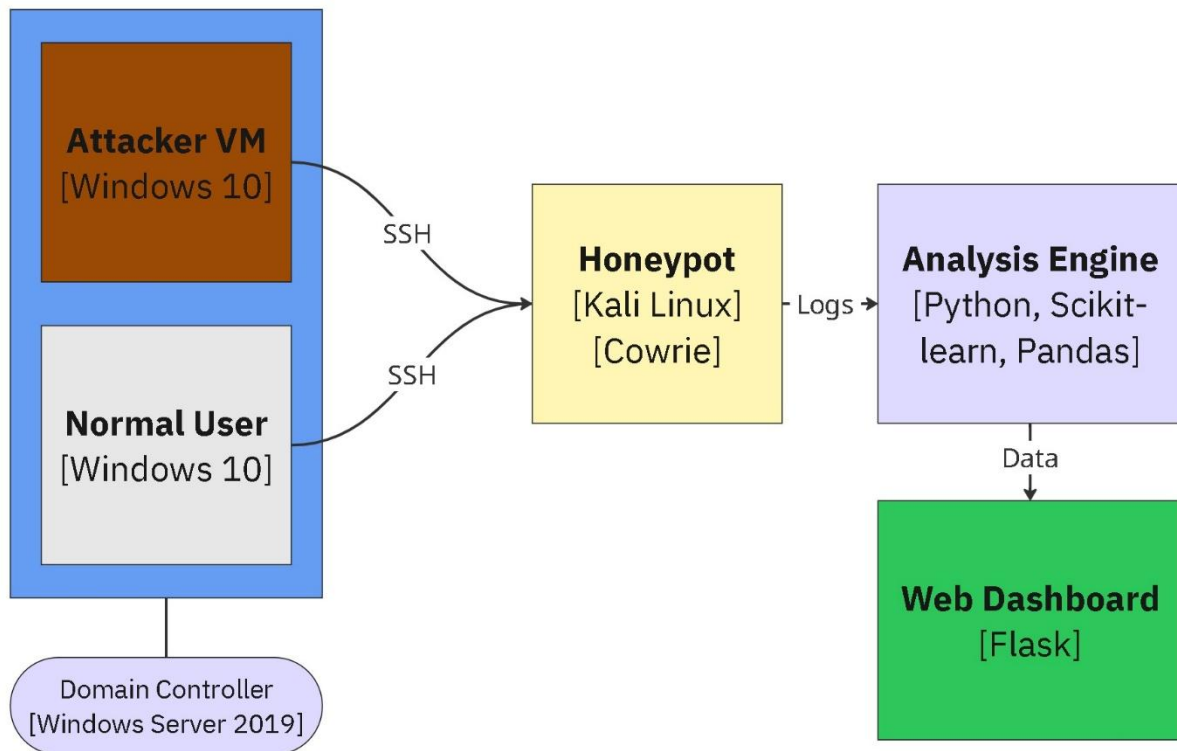 Attacker VM
[Windows 10]
SSH
Normal User
[Windows 10]
SSH
Domain Controller
[Windows Server 2019]
Honeypot
[Kali Linux]
[Cowrie]
Logs
Analysis Engine
[Python, Scikit-
learn, Pandas]
Data
Web Dashboard
[Flask]